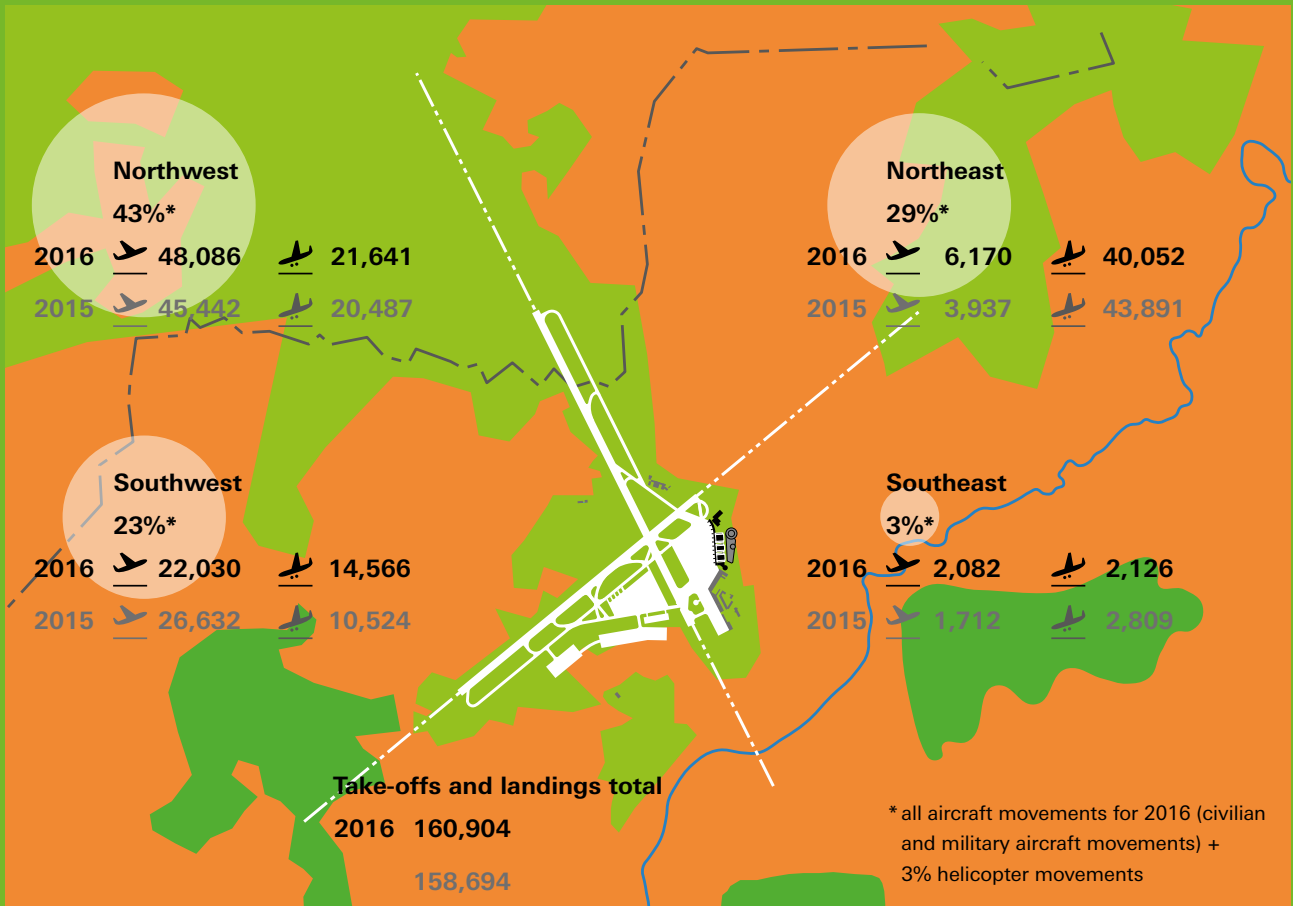 Northwest
43%*
2016 48,086 21,641
2015 45,442 20,487
Northeast
29%*
2016 6,170 40,052
2015 3,937 43,891
Southwest
23%*
2016 22,030 14,566
2015 26,632 10,524
Southeast
3%*
2016 2,082 2,126
2015 1,712 2,809
Take-offs and landings total
2016 160,904
158,694
* all aircraft movements for 2016 (civilian
and military aircraft movements) +
3% helicopter movements